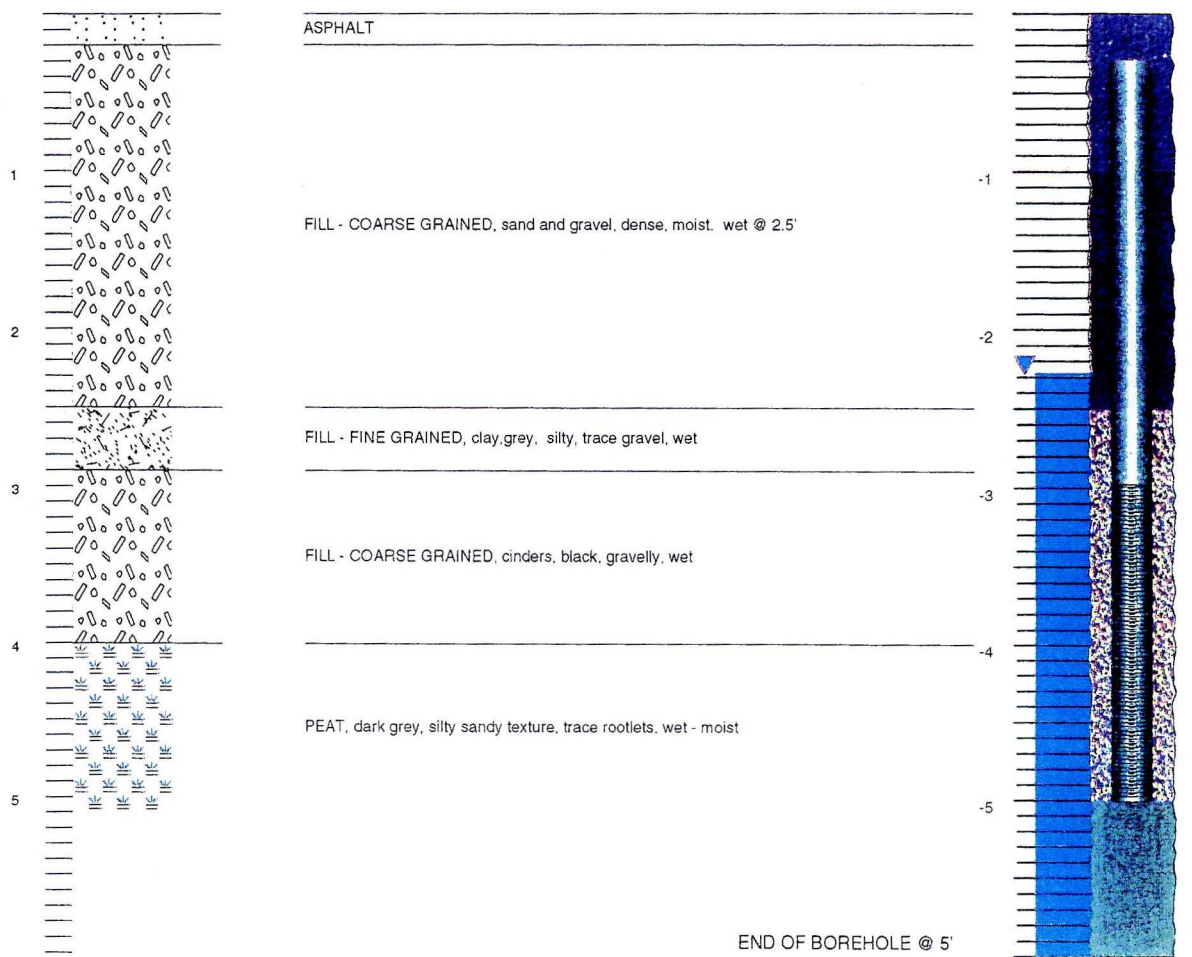 ASPHALT
1
-1
FILL - COARSE GRAINED, sand and gravel, dense, moist. wet @ 2.5'
2
-2
FILL - FINE GRAINED, clay,grey, silty, trace gravel, wet
3
-3
FILL - COARSE GRAINED, cinders, black, gravelly, wet
4
-4
PEAT, dark grey, silty sandy texture, trace rootlets, wet - moist
5
-5
END OF BOREHOLE @ 5'